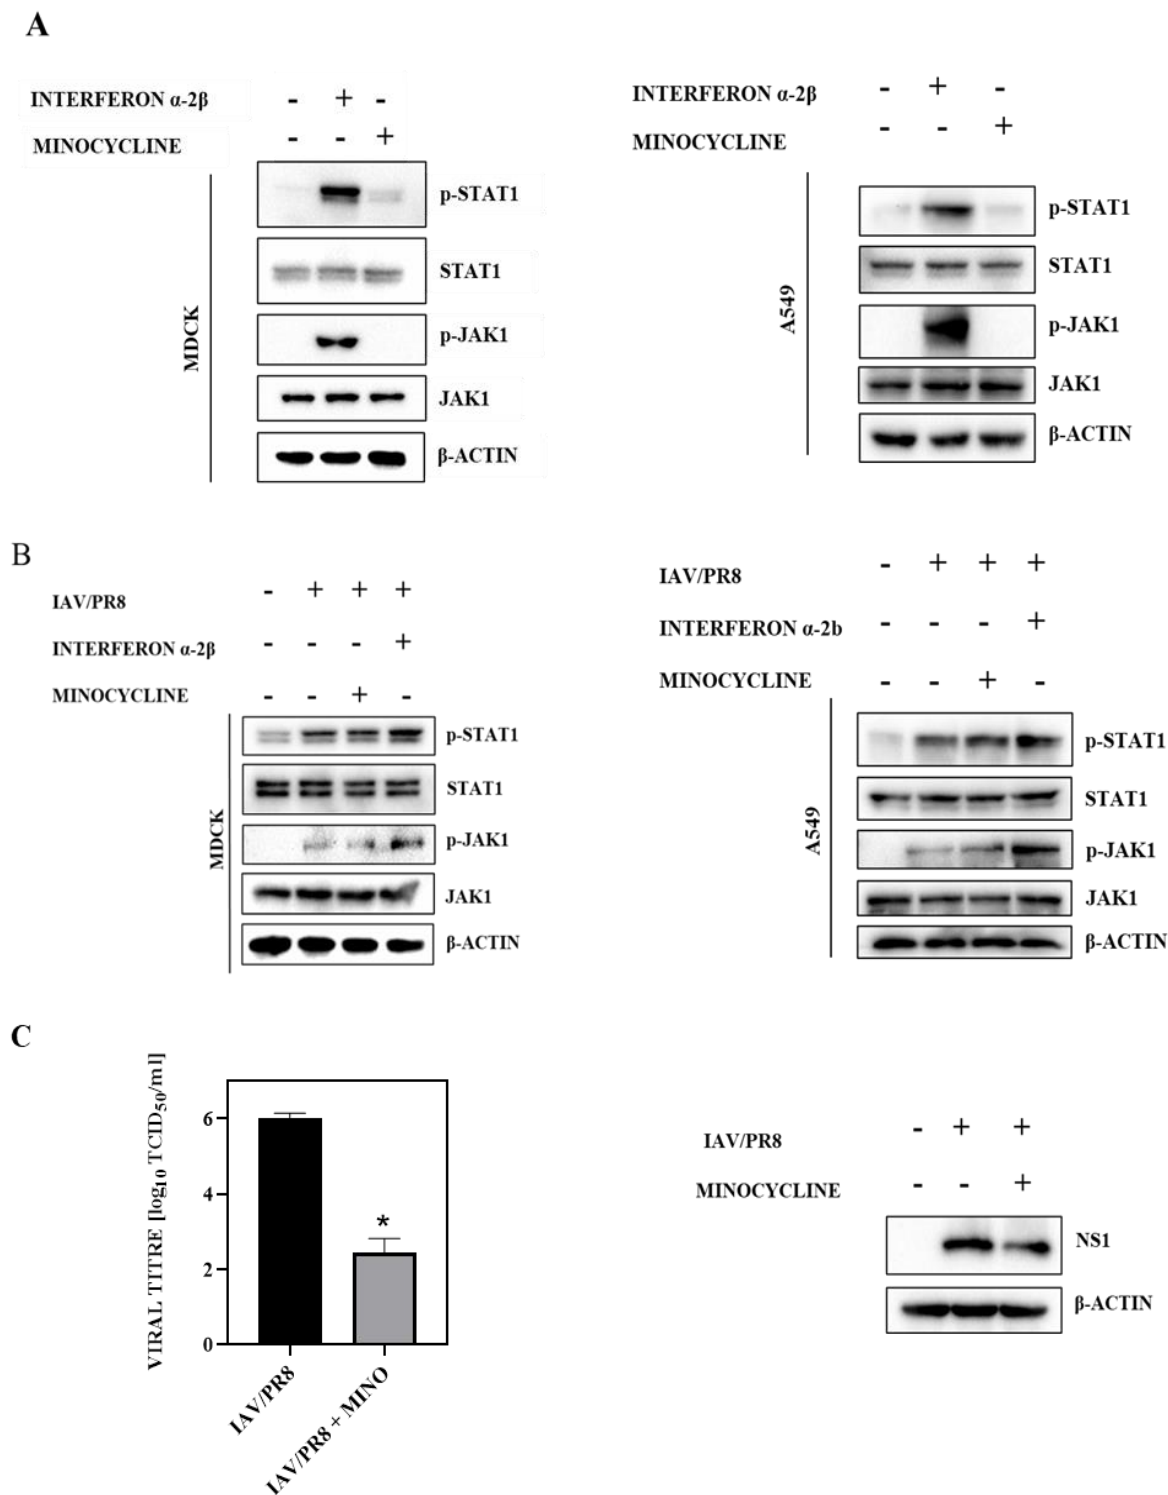 A
INTERFERON α-2β - + -
MINOCYCLINE - - +
MDCK
p-STAT1
STAT1
p-JAK1
JAK1
β-ACTIN
INTERFERON α-2β - + -
MINOCYCLINE - - +
A549
p-STAT1
STAT1
p-JAK1
JAK1
β-ACTIN
B
IAV/PR8 - + + +
INTERFERON α-2β - - - +
MINOCYCLINE - - + -
MDCK
p-STAT1
STAT1
p-JAK1
JAK1
β-ACTIN
IAV/PR8 - + + +
INTERFERON α-2b - - - +
MINOCYCLINE - - + -
A549
p-STAT1
STAT1
p-JAK1
JAK1
β-ACTIN
C
VIRAL TITRE [log10 TCID50/ml]
6
4
2
0
*
IAV/PR8
IAV/PR8 + MINO
IAV/PR8 - + +
MINOCYCLINE - - +
NS1
β-ACTIN